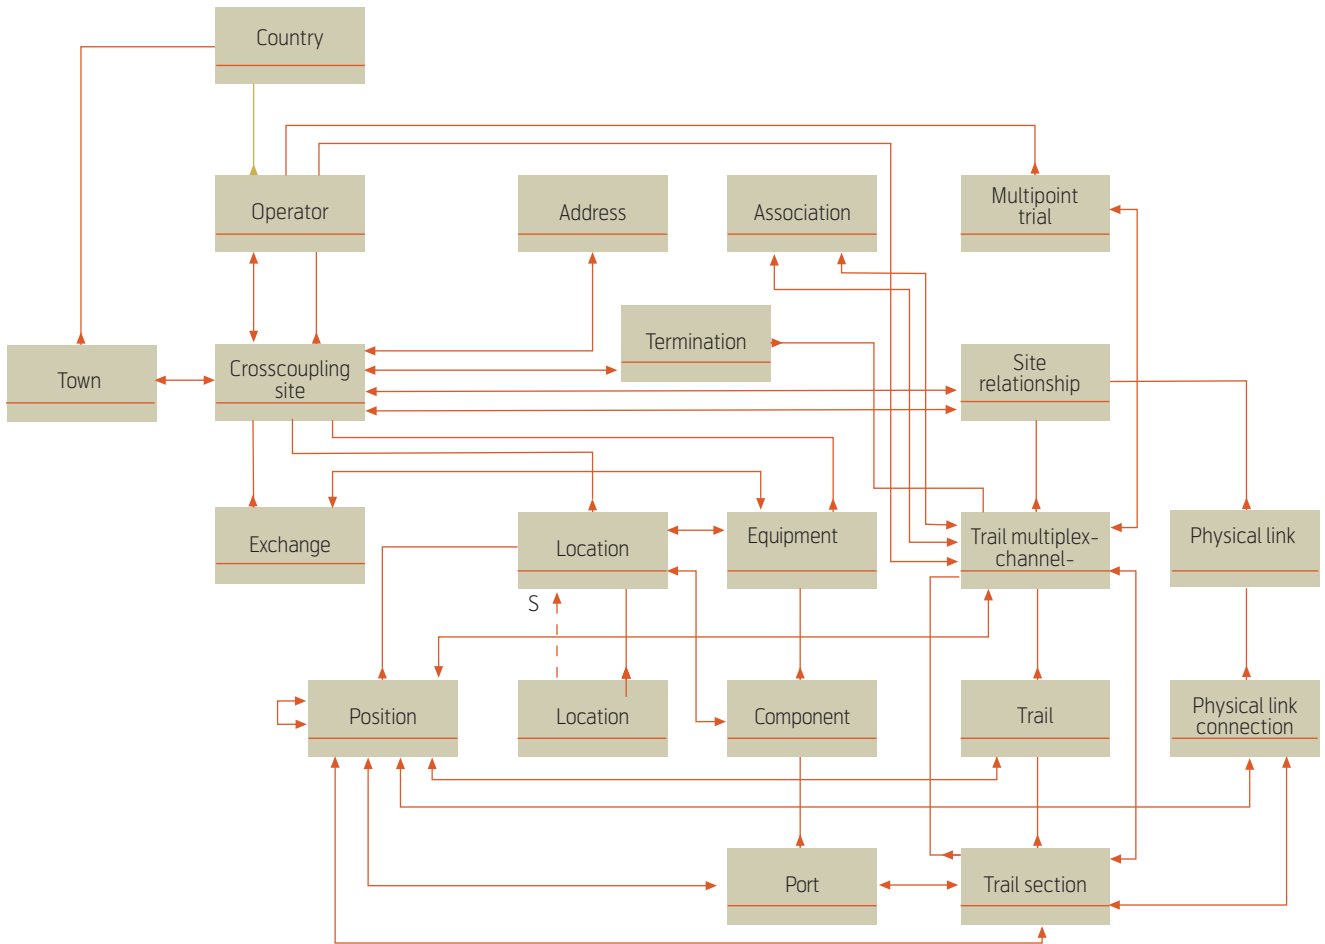 Country
Operator
Address
Association
Multipoint
trial
Termination
Town
Crosscoupling
site
Site
relationship
Exchange
Location
Equipment
Trail multiplex-
channel-
Physical link
S
Position
Location
Component
Trail
Physical link
connection
Port
Trail section